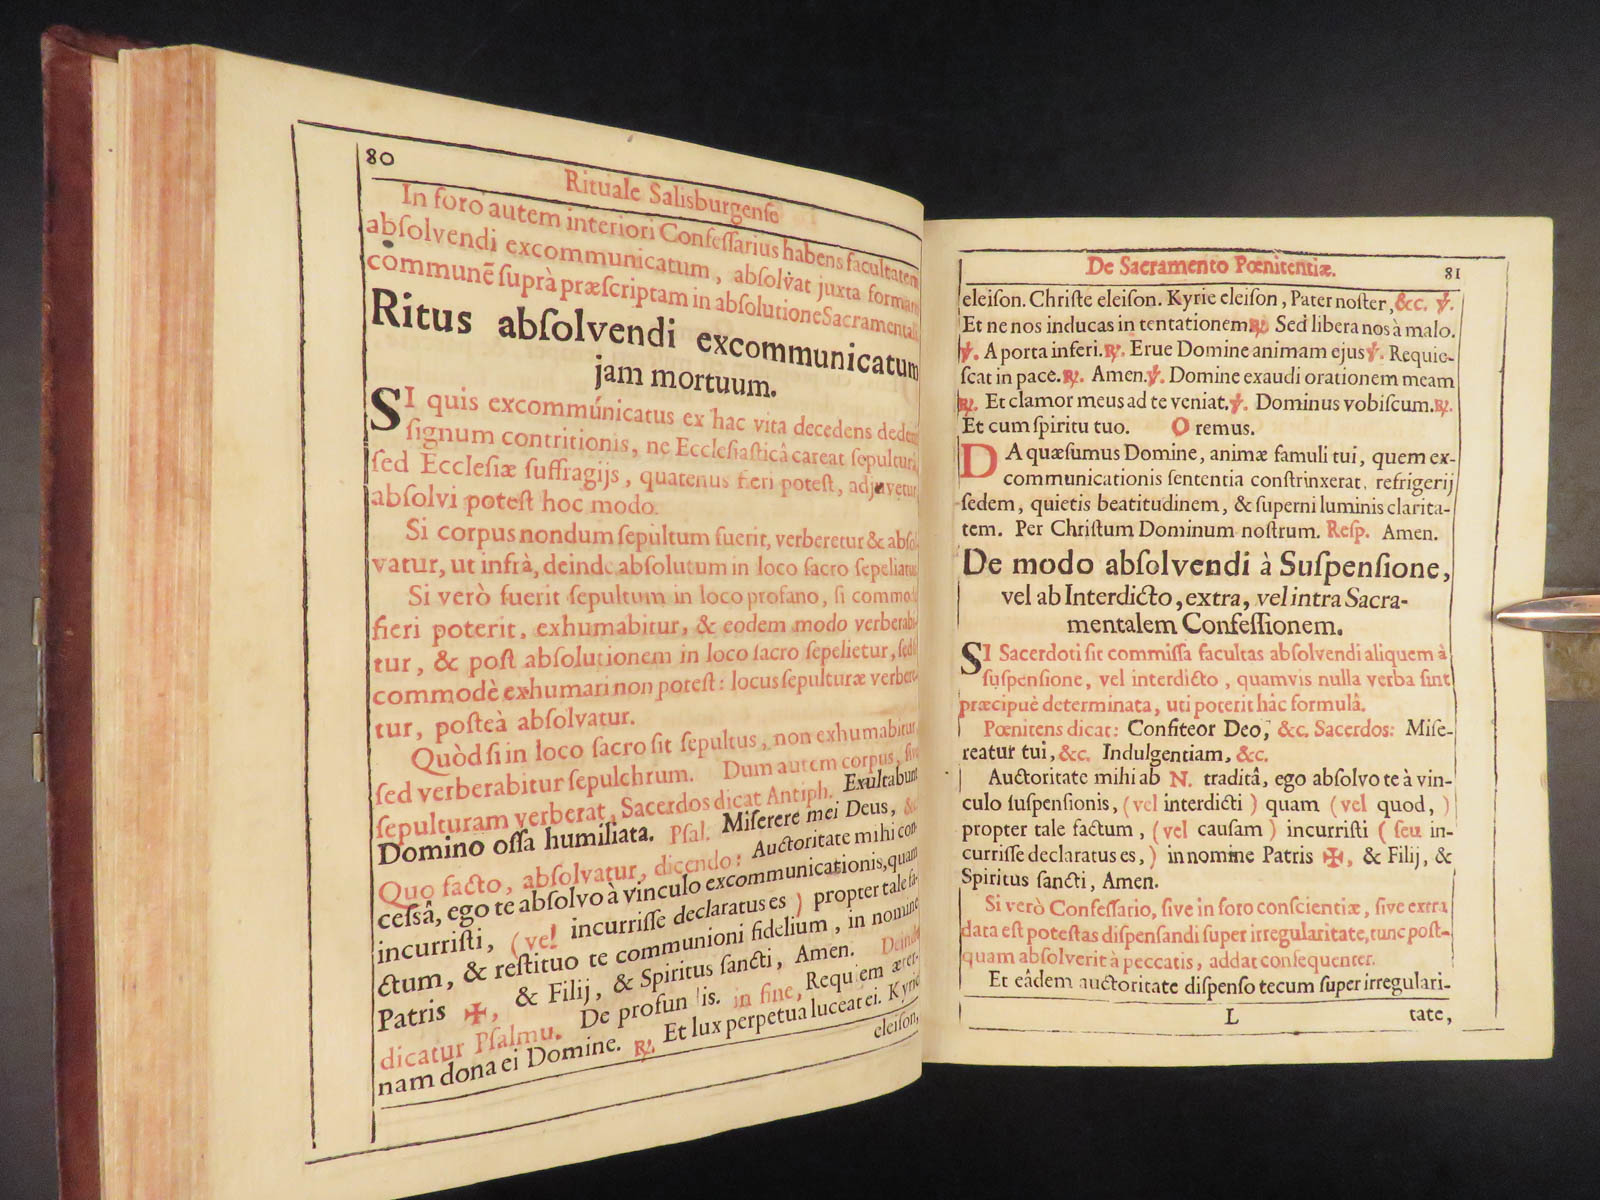 80
Rituale Salisburgense
In foro autem interiori Confeſſarius habens facultatem
abſolvendi excommunicatum, abſolvat juxta formam
communē ſuprà præſcriptam in abſolutione Sacramentali.
Ritus abſolvendi excommunicatum
jam mortuum.
SI quis excommunicatus ex hac vita decedens dederit
ſignum contritionis, ne Eccleſiaſticâ careat ſepulturâ,
ſed Eccleſiæ ſuffragijs, quatenus fieri poteſt, adjuvetur,
abſolvi poteſt hoc modo.
Si corpus nondum ſepultum fuerit, verberetur & abſol-
vatur, ut infrà, deinde abſolutum in loco ſacro ſepeliatur.
Si verò fuerit ſepultum in loco profano, ſi commodè
fieri poterit, exhumabitur, & eodem modo verberabi-
tur, & poſt abſolutionem in loco ſacro ſepelietur, ſed ſi
commodè exhumari non poteſt: locus ſepulturæ verbere-
tur, poſteà abſolvatur.
Quòd ſi in loco ſacro ſit ſepultus, non exhumabitur,
ſed verberabitur ſepulchrum. Dum autem corpus, ſive
ſepulturam verberat, Sacerdos dicat Antiph. Exultabunt
Domino oſſa humiliata. Pſal. Miſerere mei Deus, &c.
Quo facto, abſolvatur, dicendo: Auctoritate mihi con-
ceſsâ, ego te abſolvo à vinculo excommunicationis, quam
incurriſti, (vel incurriſſe declaratus es) propter tale fa-
ctum, & reſtituo te communioni fidelium, in nomine
Patris ✠, & Filij, & Spiritus ſancti, Amen. Deinde
dicatur Pſalmu. De profun is. in fine, Requiem æter-
nam dona ei Domine. ℟. Et lux perpetua luceat ei. Kyrie
eleiſon,
De Sacramento Pœnitentiæ. 81
eleiſon. Chriſte eleiſon. Kyrie eleiſon, Pater noſter, &c. ℣.
Et ne nos inducas in tentationem ℟. Sed libera nos à malo.
℣. A porta inferi. ℟. Erue Domine animam ejus ℣. Requie-
ſcat in pace. ℟. Amen. ℣. Domine exaudi orationem meam
℟. Et clamor meus ad te veniat. ℣. Dominus vobiſcum. ℟.
Et cum ſpiritu tuo. Oremus.
DA quæſumus Domine, animæ famuli tui, quem ex-
communicationis ſententia conſtrinxerat, refrigerij
ſedem, quietis beatitudinem, & ſuperni luminis clarita-
tem. Per Chriſtum Dominum noſtrum. Reſp. Amen.
De modo abſolvendi à Suſpenſione,
vel ab Interdicto, extra, vel intra Sacra-
mentalem Confeſſionem.
SI Sacerdoti ſit commiſſa facultas abſolvendi aliquem à
ſuſpenſione, vel interdicto, quamvis nulla verba ſint
præcipuè determinata, uti poterit hâc formulâ.
Pœnitens dicat: Confiteor Deo, &c. Sacerdos: Miſe-
reatur tui, &c. Indulgentiam, &c.
Auctoritate mihi ab N. traditâ, ego abſolvo te à vin-
culo ſuſpenſionis, (vel interdicti) quam (vel quod,)
propter tale factum, (vel causam) incurriſti (ſeu in-
curriſſe declaratus es,) in nomine Patris ✠, & Filij, &
Spiritus ſancti, Amen.
Si verò Confeſſario, ſive in foro conſcientiæ, ſive extra
data eſt poteſtas diſpenſandi ſuper irregularitate, tunc poſt-
quam abſolverit à peccatis, addat conſequenter.
Et eâdem auctoritate diſpenſo tecum ſuper irregulari-
L tate,